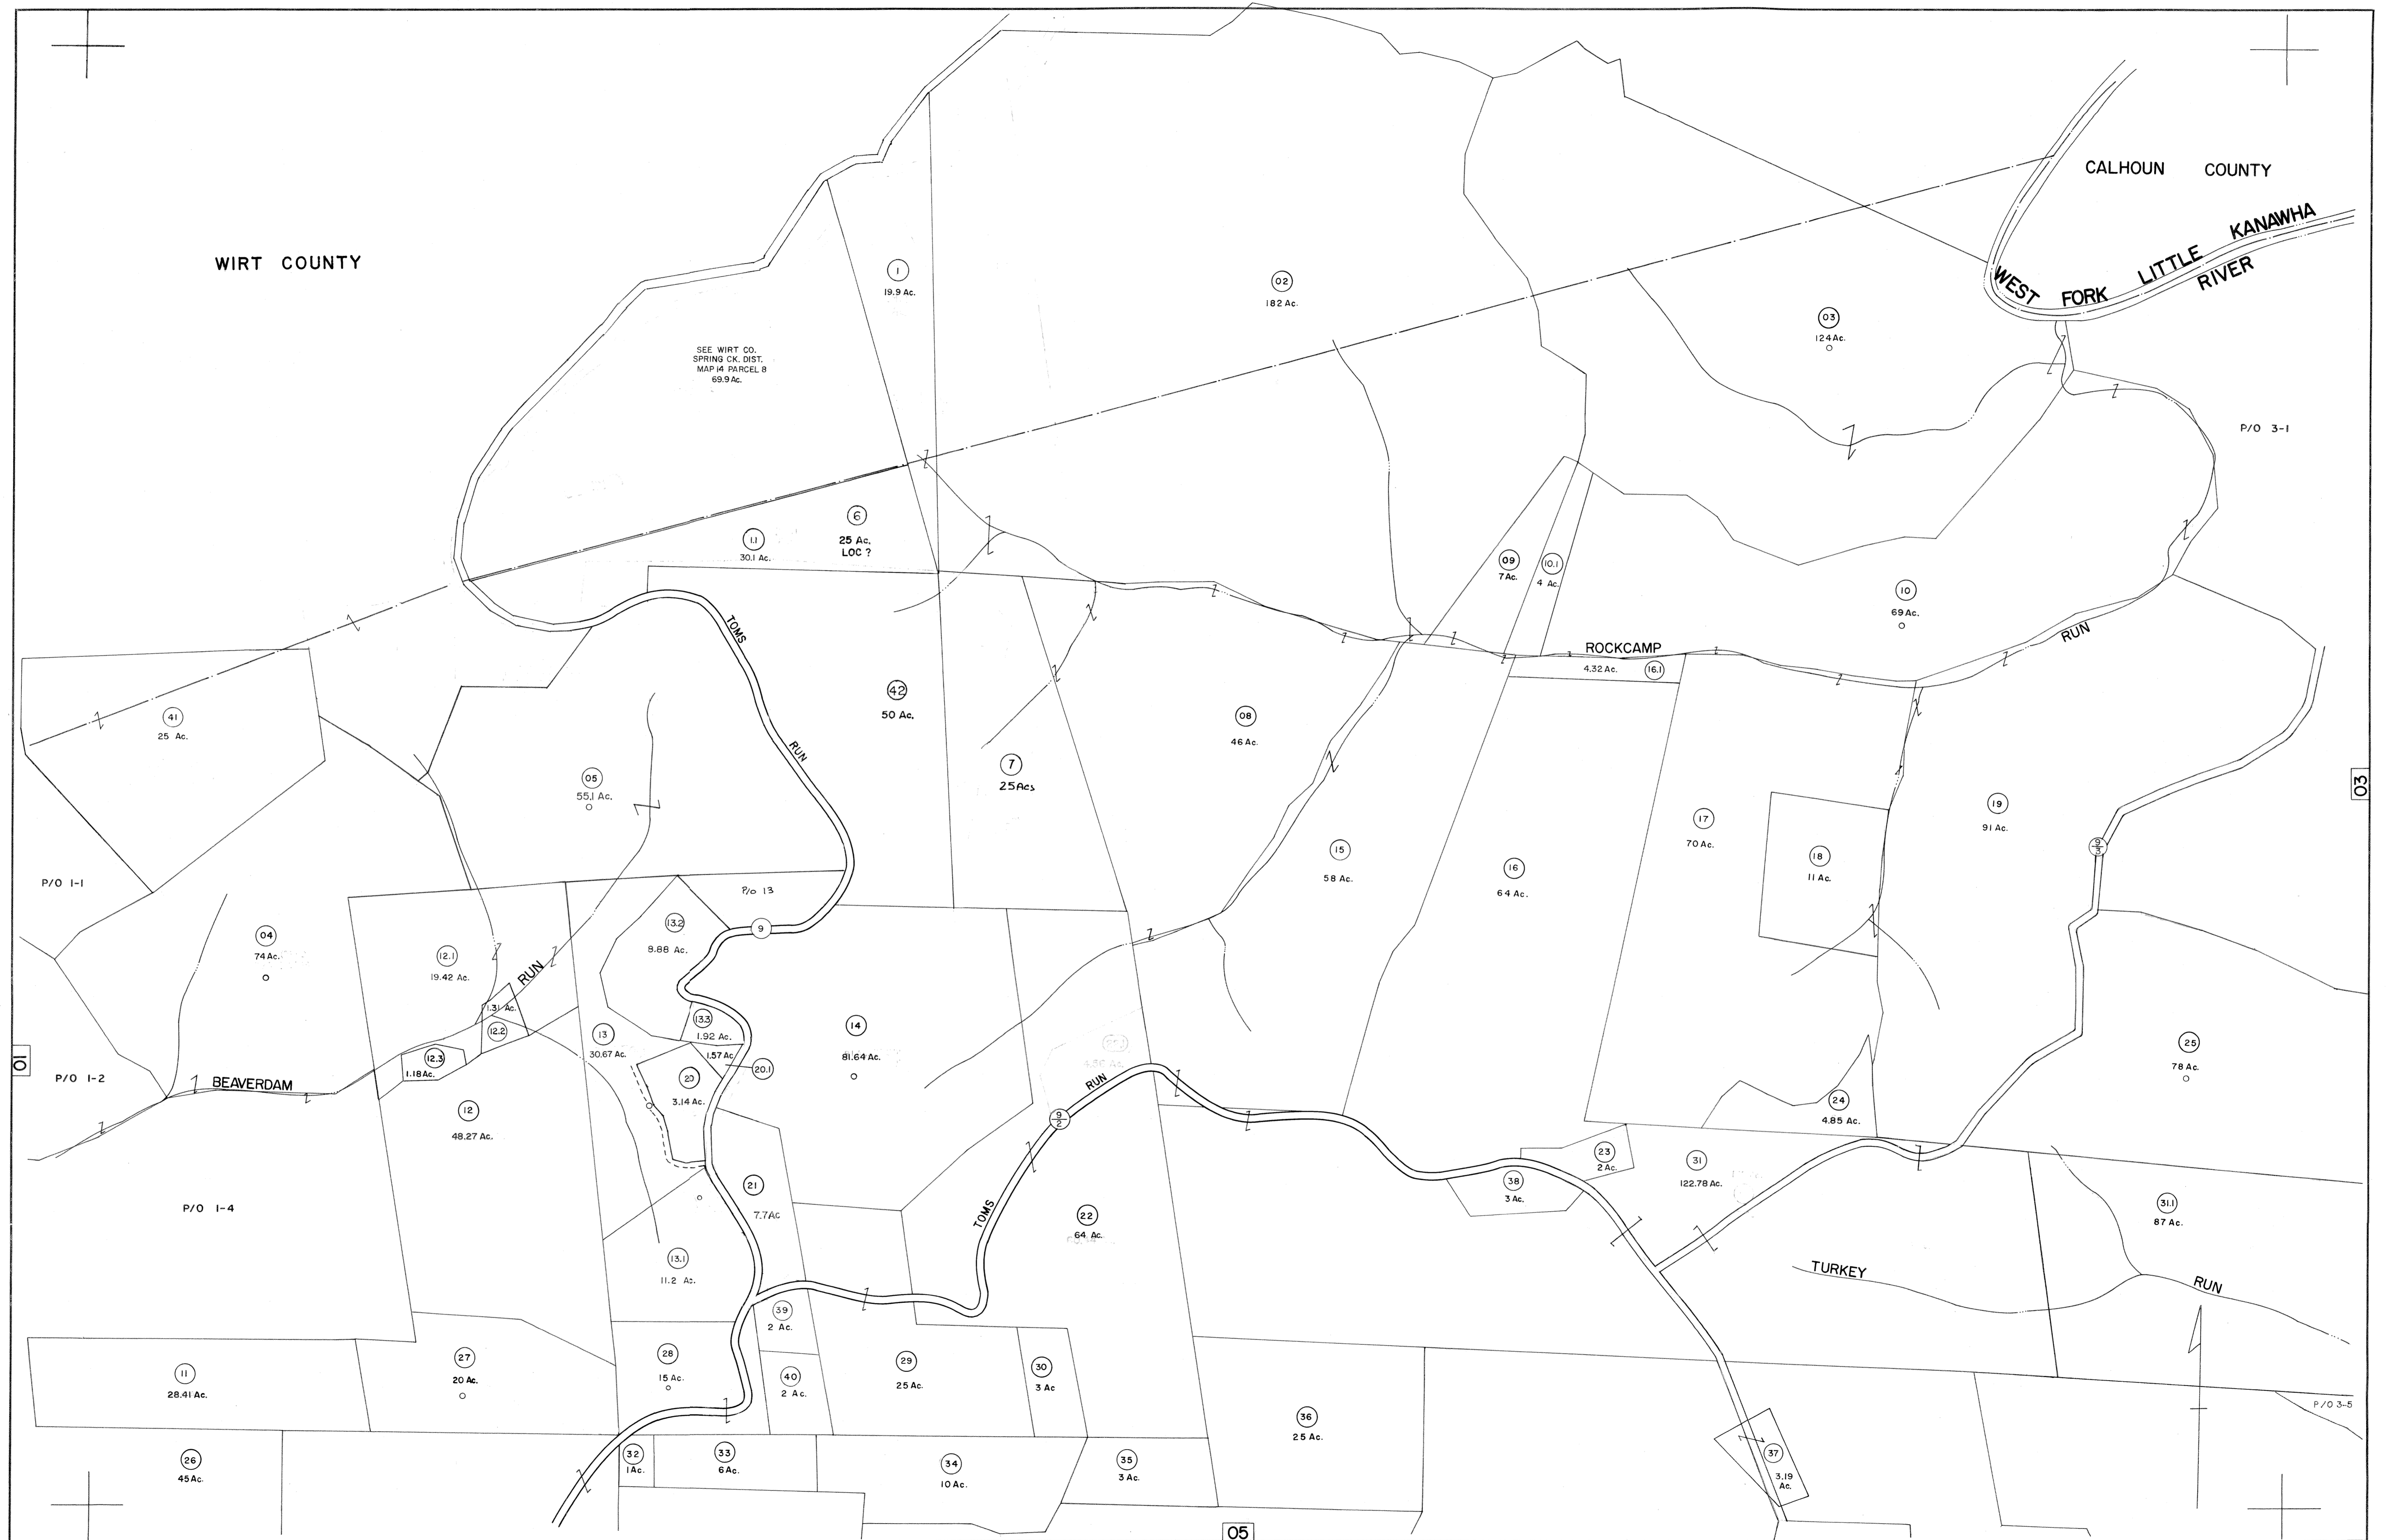 CALHOUN COUNTY
WIRT COUNTY
WEST FORK LITTLE KANAWHA RIVER
1
19.9 Ac.
02
182 Ac.
03
124 Ac.
SEE WIRT CO.
SPRING CK. DIST.
MAP 14 PARCEL 8
69.9 Ac.
P/O 3-1
6
25 Ac.
LOC ?
1.1
30.1 Ac.
09
7 Ac.
10.1
4 Ac.
10
69 Ac.
TOMS
RUN
ROCKCAMP
RUN
4.32 Ac.
16.1
41
25 Ac.
42
50 Ac.
08
46 Ac.
05
55.1 Ac.
7
25 Acs
03
19
91 Ac.
17
70 Ac.
15
58 Ac.
16
64 Ac.
18
11 Ac.
9
3
P/O 1-1
P/o 13
04
74 Ac.
13.2
8.88 Ac.
9
12.1
19.42 Ac.
RUN
1.31 Ac.
12.2
13
30.67 Ac.
13.3
1.92 Ac.
1.57 Ac.
20.1
14
81.64 Ac.
25
78 Ac.
01
12.3
1.18 Ac.
P/O 1-2
BEAVERDAM
20
3.14 Ac.
RUN
9
2
12
48.27 Ac.
24
4.85 Ac.
23
2 Ac.
31
122.78 Ac.
38
3 Ac.
21
7.7 Ac
TOMS
22
64 Ac.
31.1
87 Ac.
P/O 1-4
13.1
11.2 Ac.
TURKEY
RUN
39
2 Ac.
11
28.41 Ac.
27
20 Ac.
28
15 Ac.
40
2 Ac.
29
25 Ac.
30
3 Ac
P/O 3-5
36
25 Ac.
26
45 Ac.
32
1 Ac.
33
6 Ac.
34
10 Ac.
35
3 Ac.
37
3.19
Ac.
05